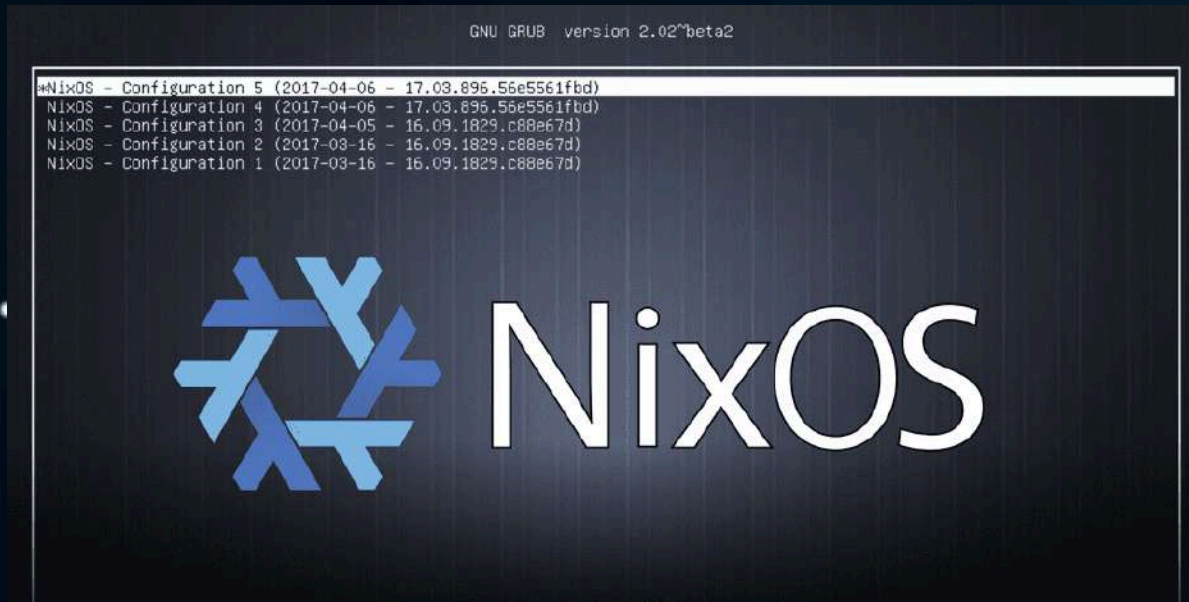 GNU GRUB version 2.02~beta2
*NixOS - Configuration 5 (2017-04-06 - 17.03.896.56e5561fbd)
NixOS - Configuration 4 (2017-04-06 - 17.03.896.56e5561fbd)
NixOS - Configuration 3 (2017-04-05 - 16.09.1829.c88e67d)
NixOS - Configuration 2 (2017-03-16 - 16.09.1829.c88e67d)
NixOS - Configuration 1 (2017-03-16 - 16.09.1829.c88e67d)
NixOS